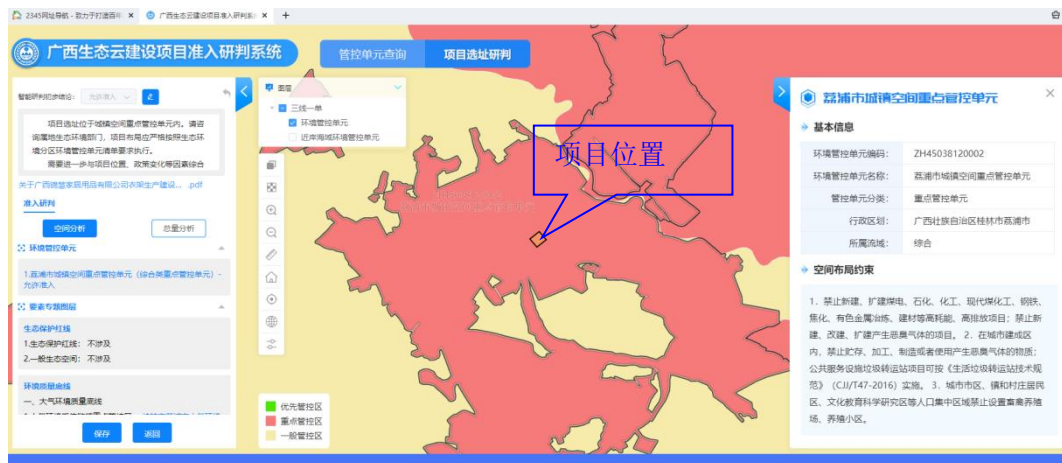 2345网址导航 - 致力于打造百年
广西生态云建设项目准入研判系统
广西生态云建设项目准入研判系统
管控单元查询
项目选址研判
智能研判初步结论：
允许准入
项目选址位于城镇空间重点管控单元内。请咨
询属地生态环境部门，项目布局应严格按照生态环
境分区环境管控单元清单要求执行。
需要进一步与项目位置、政策变化等因素综合
关于广西锦慧家居用品有限公司衣架生产建设... .pdf
准入研判
空间分析
总量分析
环境管控单元
1.荔浦市城镇空间重点管控单元（综合类重点管控单元）-
允许准入
要素专题图层
生态保护红线
1.生态保护红线： 不涉及
2.一般生态空间： 不涉及
环境质量底线
一、大气环境质量底线
保存
返回
图层
三线一单
环境管控单元
近岸海域环境管控单元
项目位置
优先管控区
重点管控区
一般管控区
荔浦市城镇空间重点管控单元
基本信息
环境管控单元编码： ZH45038120002
环境管控单元名称： 荔浦市城镇空间重点管控单元
管控单元分类： 重点管控单元
行政区划： 广西壮族自治区桂林市荔浦市
所属流域： 综合
空间布局约束
1. 禁止新建、扩建煤电、石化、化工、现代煤化工、钢铁、
焦化、有色金属冶炼、建材等高耗能、高排放项目；禁止新
建、改建、扩建产生恶臭气体的项目。 2. 在城市建成区
内，禁止贮存、加工、制造或者使用产生恶臭气体的物质；
公共服务设施垃圾转运站项目可按《生活垃圾转运站技术规
范》（CJJ/T47-2016）实施。 3. 城市市区、镇和村庄居民
区、文化教育科学研究区等人口集中区域禁止设置畜禽养殖
场、养殖小区。